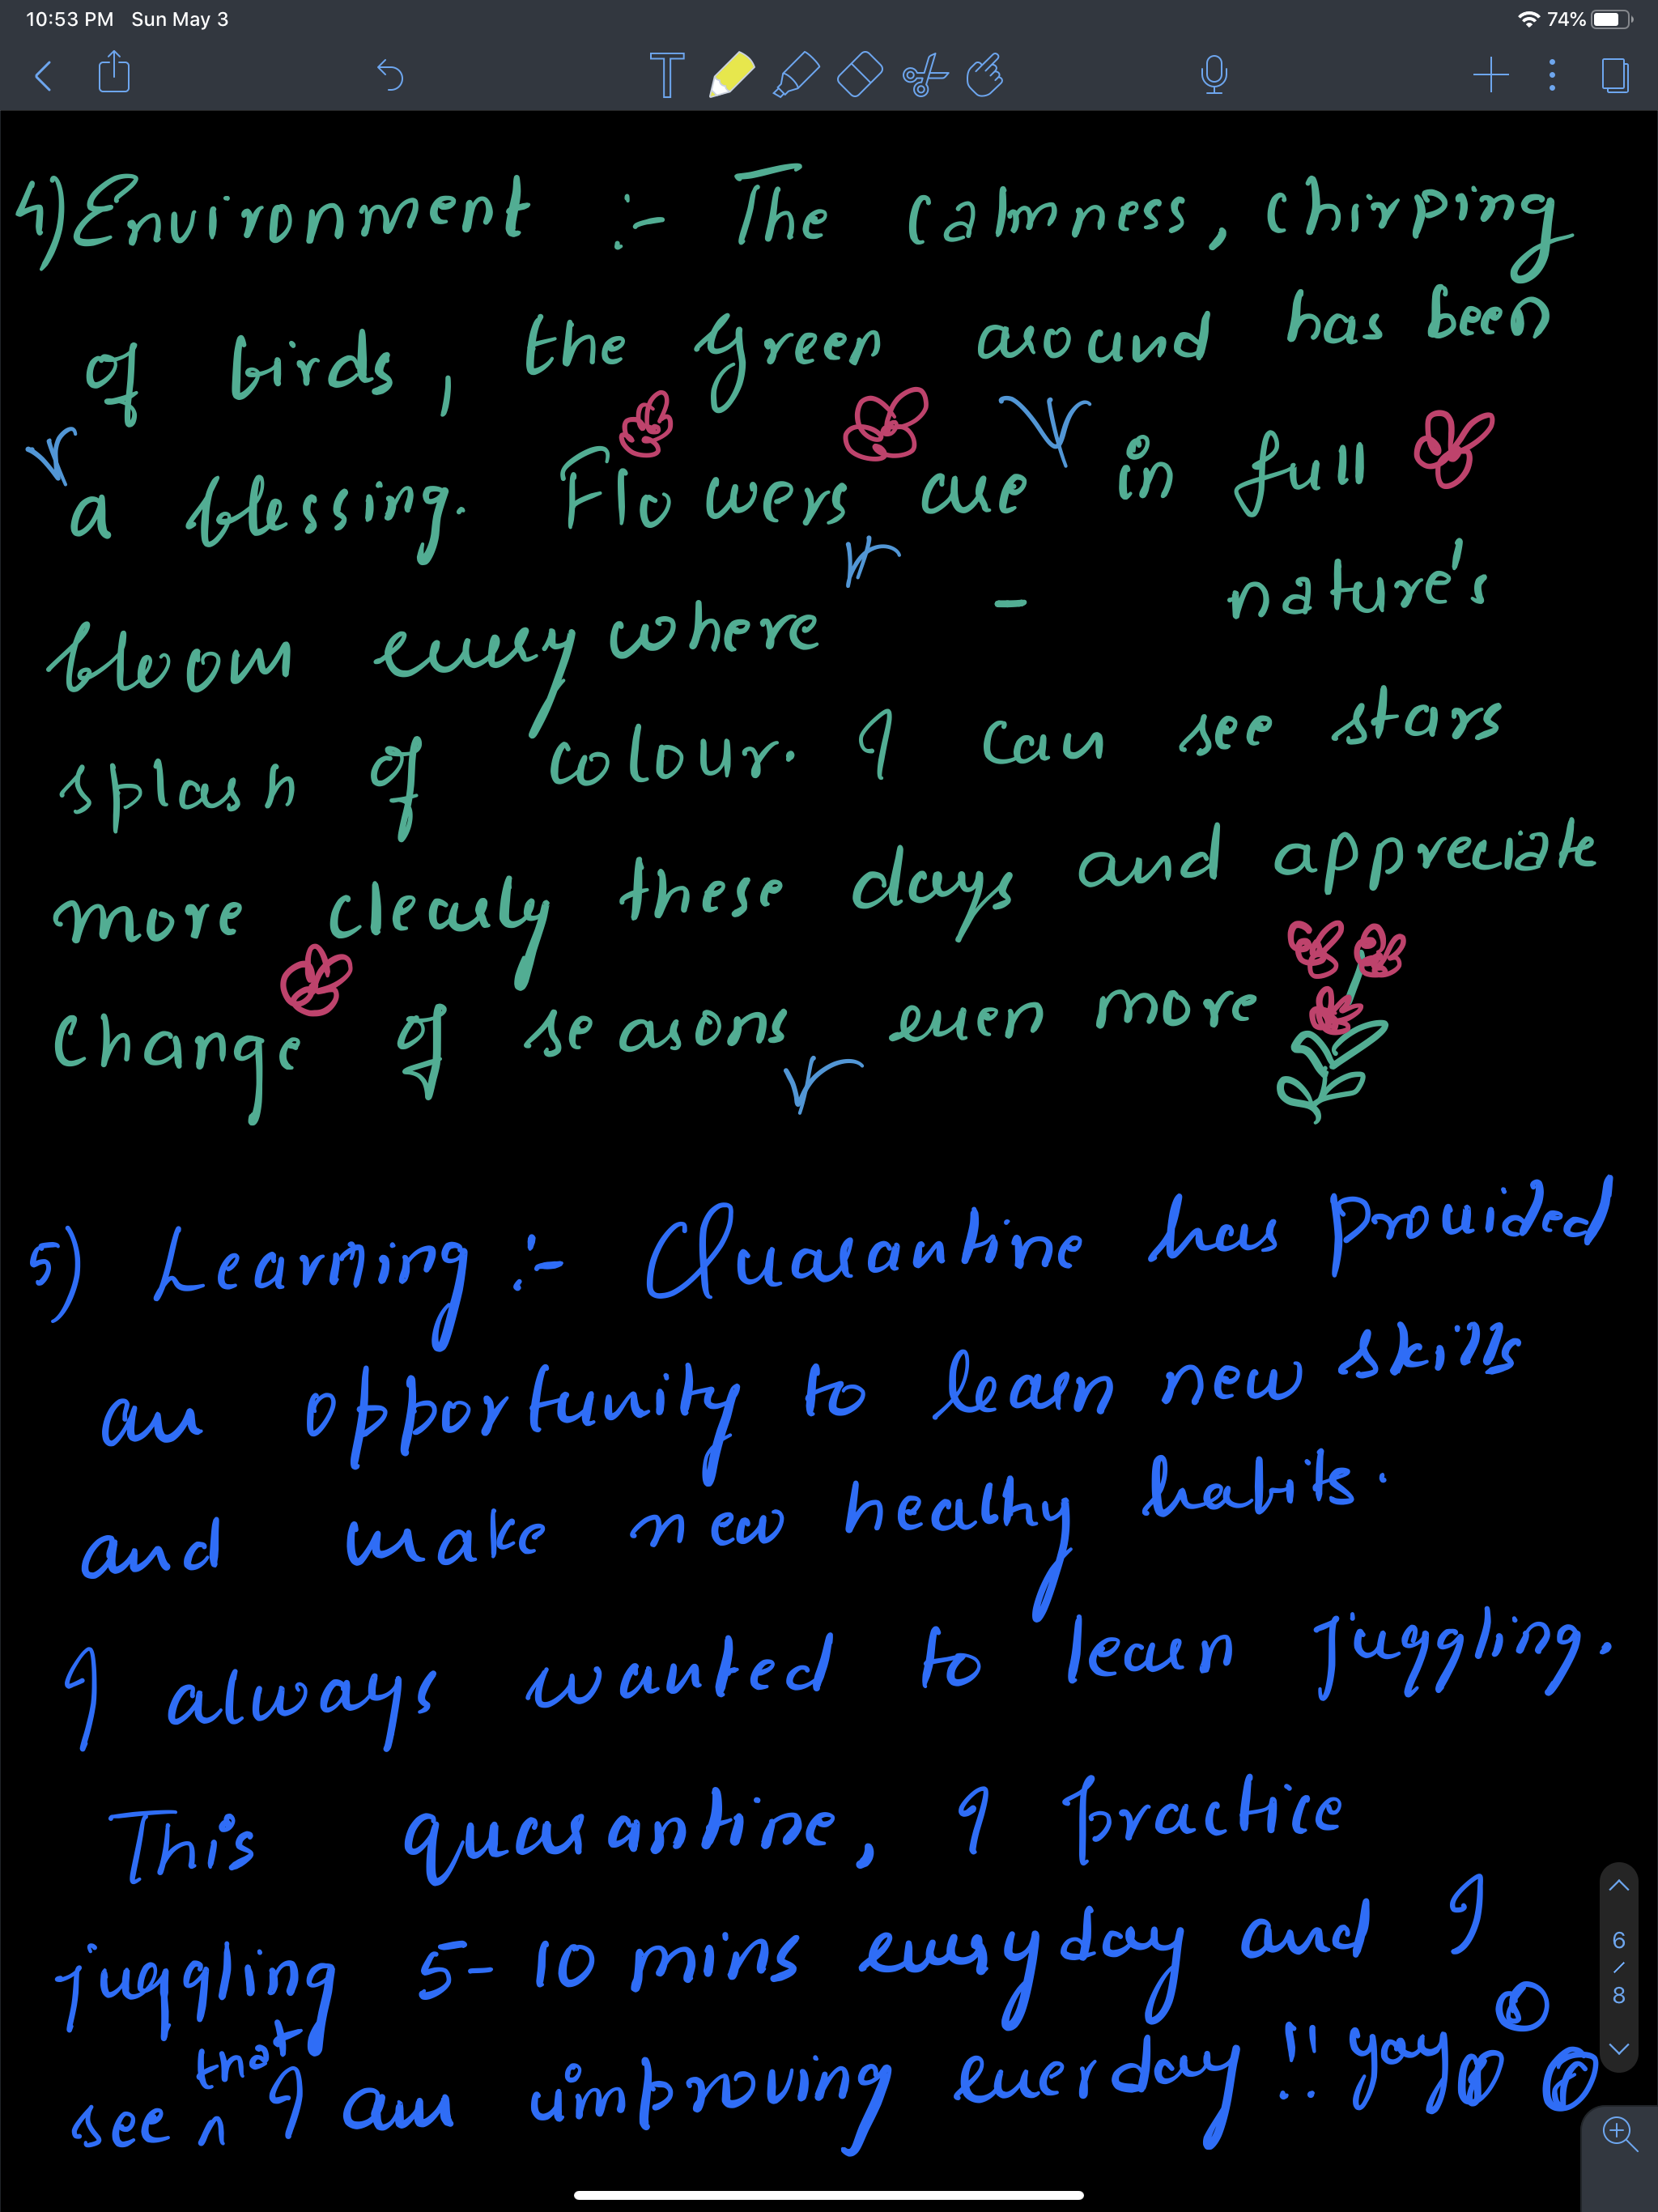 10:53 PM Sun May 3
74%
4) Environment :- The calmness, chirping
of birds, the green around has been
a blessing. Flowers are in full
bloom everywhere - nature's
splash of colour. I can see stars
more clearly these days and appreciate
change of seasons even more
5) Learning :- Quarantine has provided
an opportunity to learn new skills
and make new healhy habits.
I always wanted to learn juggling.
This quarantine, I practice
juggling 5-10 mins everyday and I
see that I am improving everday !! yay
6/8